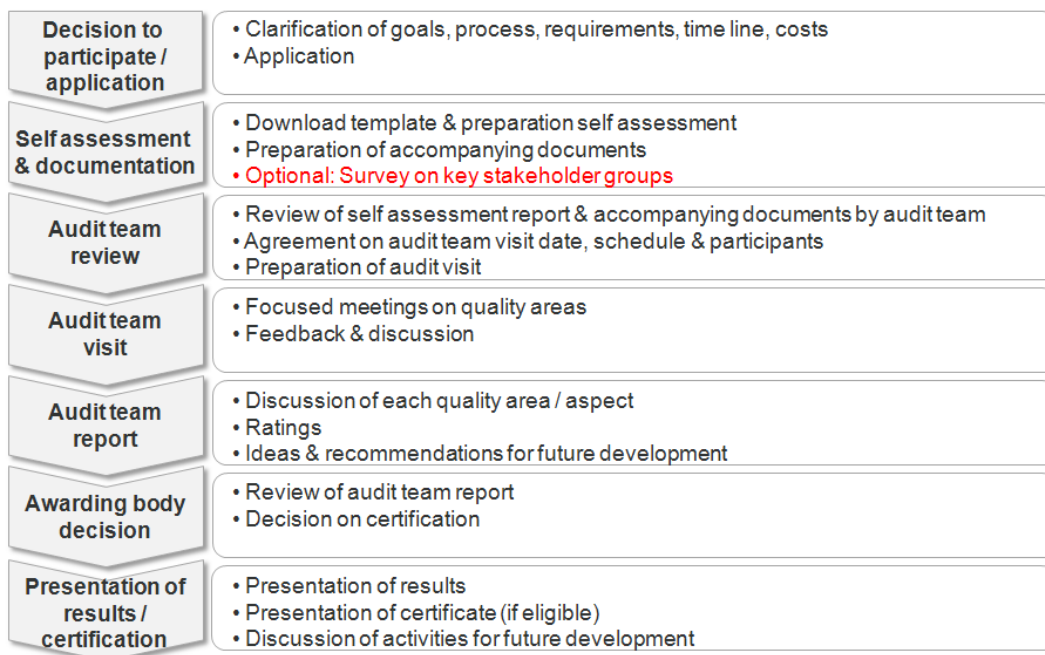 Decision to
participate /
application
• Clarification of goals, process, requirements, time line, costs
• Application
Self assessment
& documentation
• Download template & preparation self assessment
• Preparation of accompanying documents
• Optional: Survey on key stakeholder groups
Audit team
review
• Review of self assessment report & accompanying documents by audit team
• Agreement on audit team visit date, schedule & participants
• Preparation of audit visit
Audit team
visit
• Focused meetings on quality areas
• Feedback & discussion
Audit team
report
• Discussion of each quality area / aspect
• Ratings
• Ideas & recommendations for future development
Awarding body
decision
• Review of audit team report
• Decision on certification
Presentation of
results /
certification
• Presentation of results
• Presentation of certificate (if eligible)
• Discussion of activities for future development